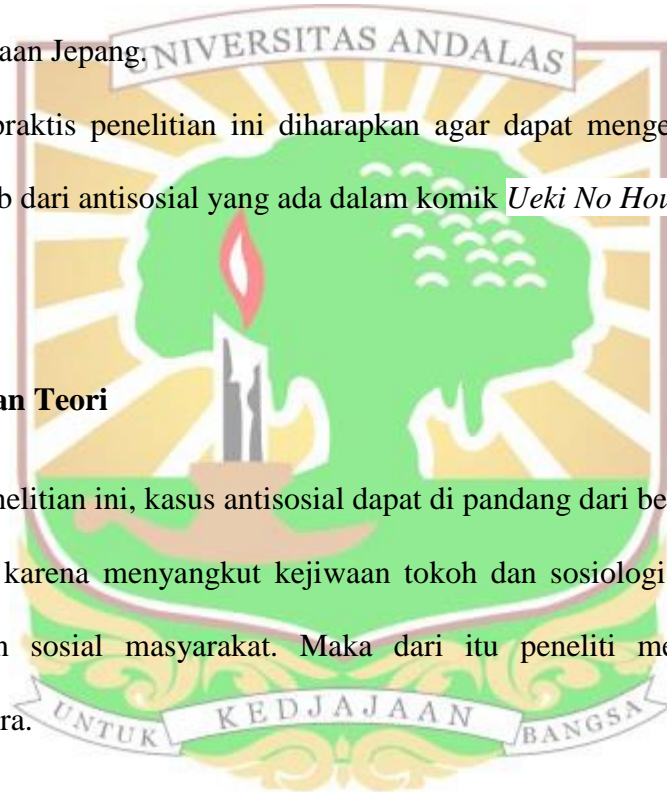 aan Jepang.
UNIVERSITAS ANDALAS
praktis penelitian ini diharapkan agar dapat menge
b dari antisosial yang ada dalam komik Ueki No Hou
an Teori
nelitian ini, kasus antisosial dapat di pandang dari be
karena menyangkut kejiwaan tokoh dan sosiologi
n sosial masyarakat. Maka dari itu peneliti me
ra.
UNTUK KEDJAJAAN BANGSA